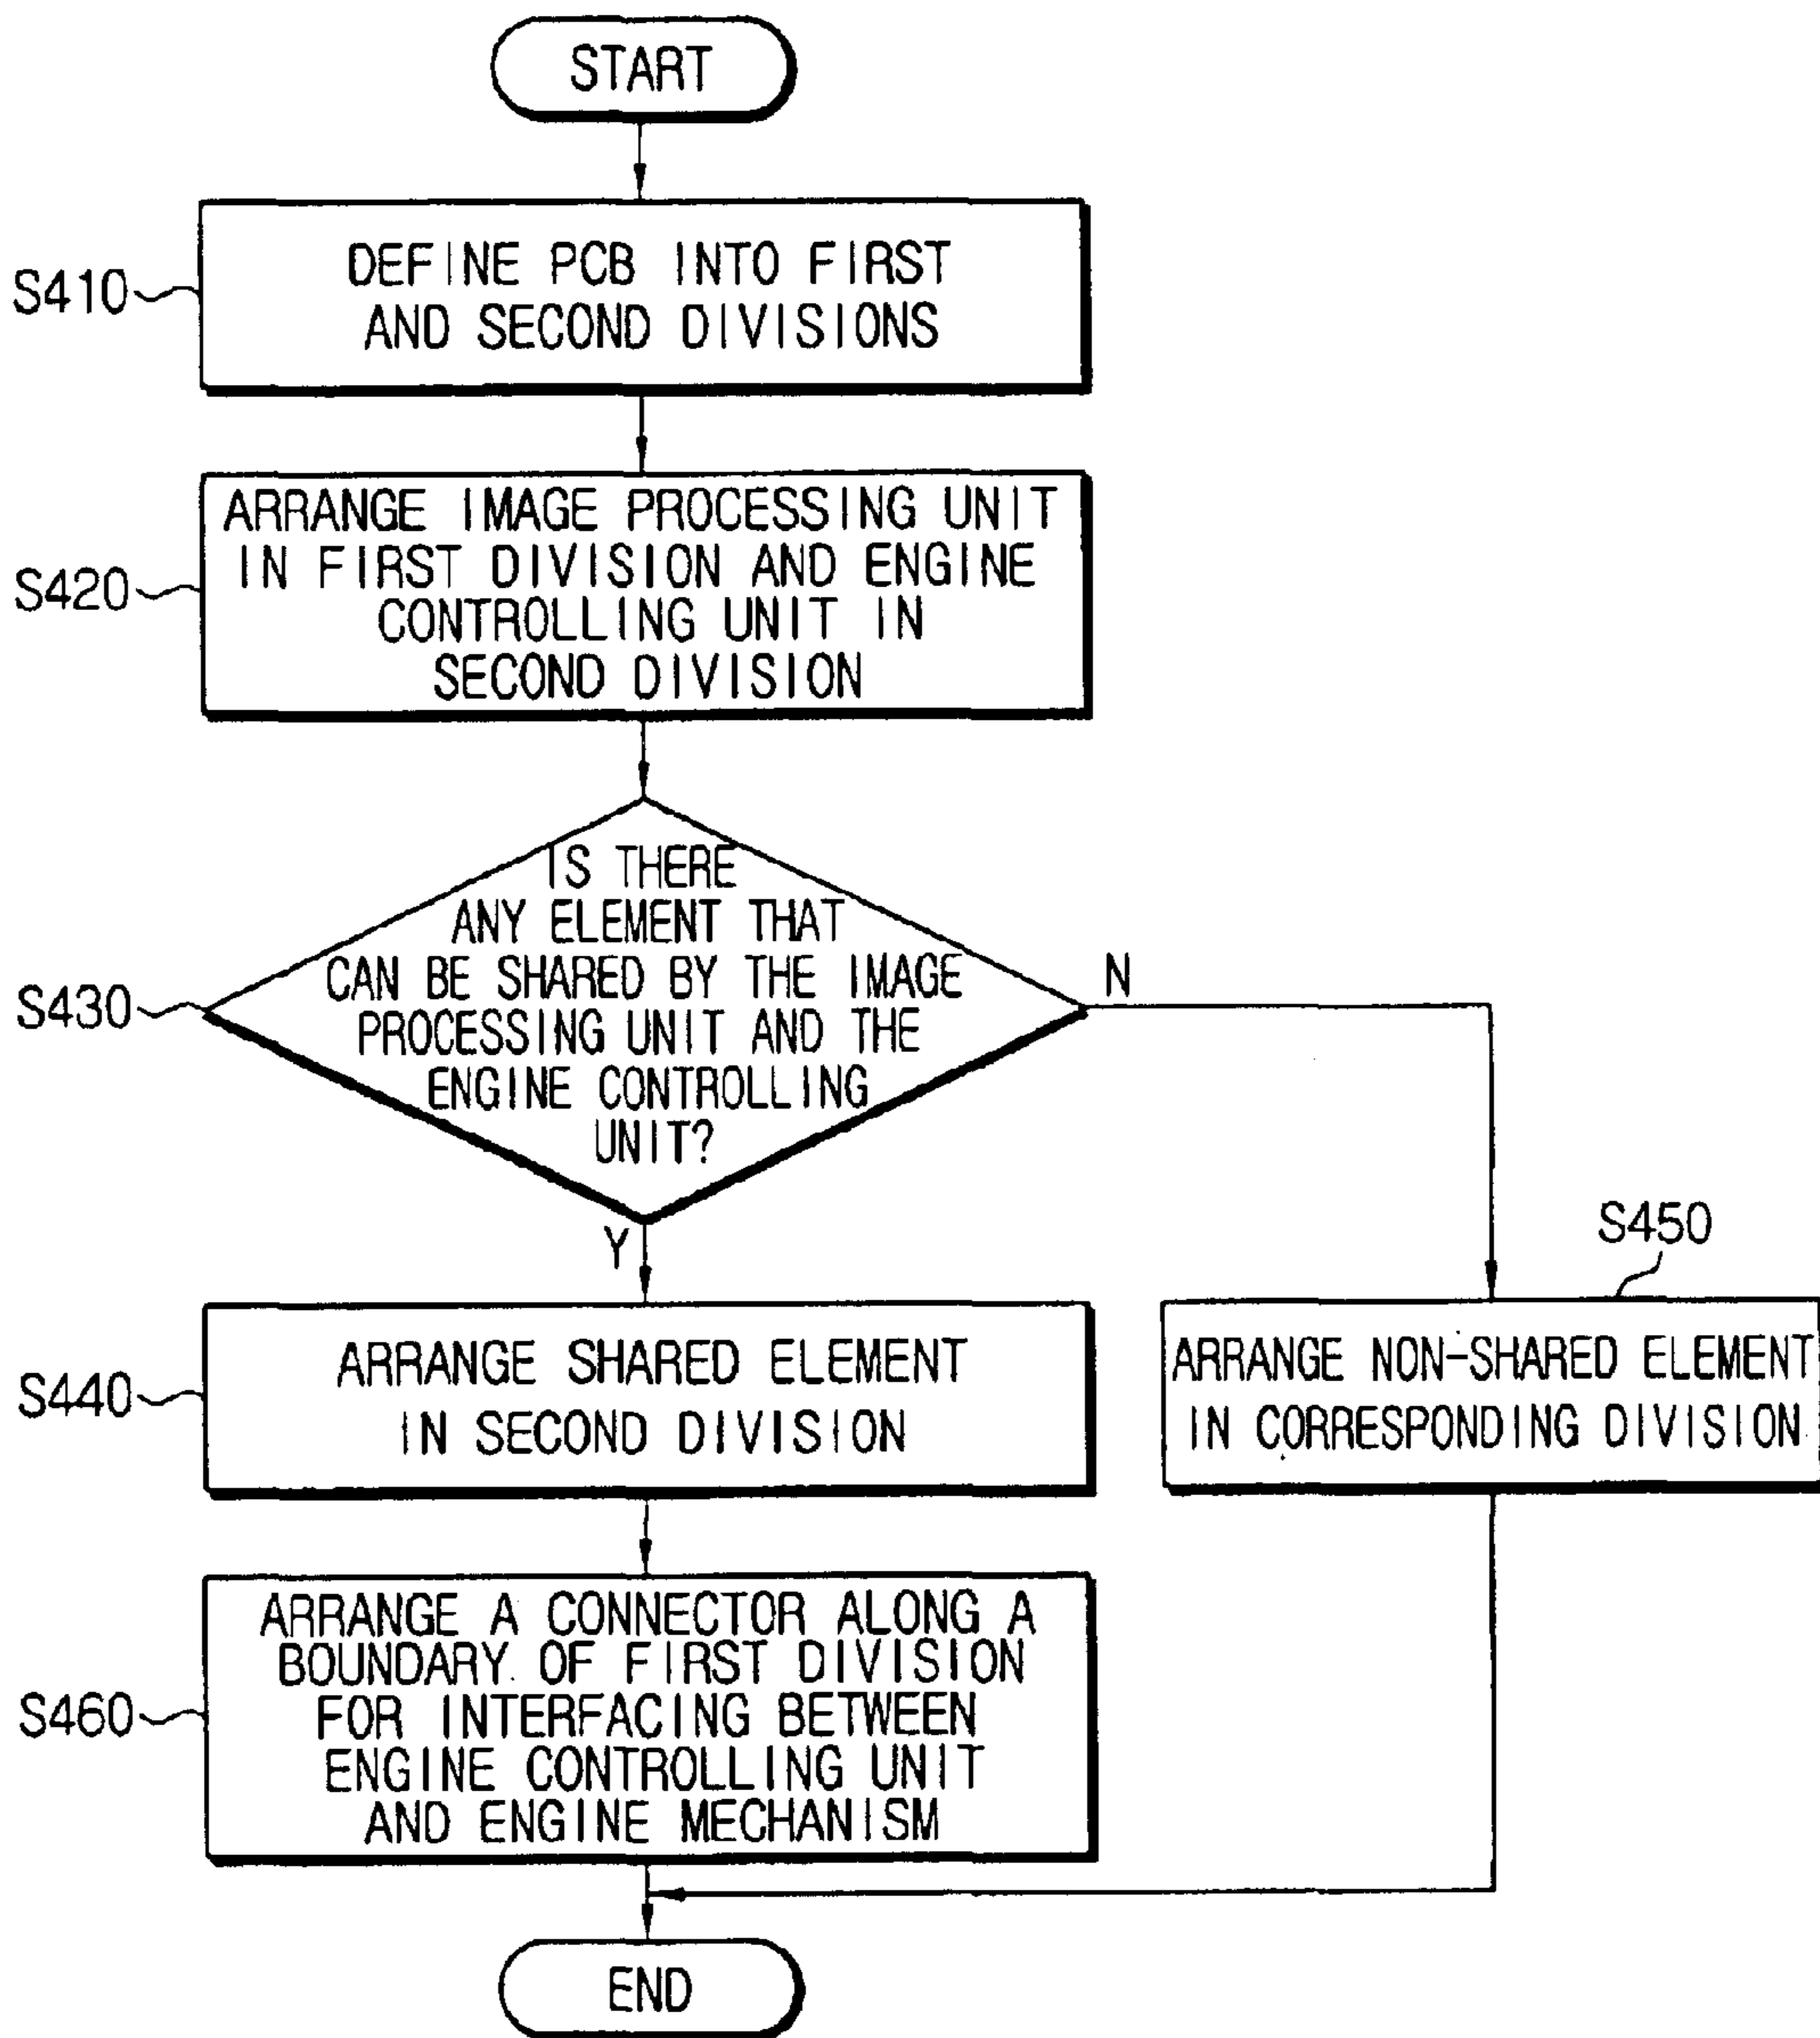 START
S410
DEFINE PCB INTO FIRST
AND SECOND DIVISIONS
S420
ARRANGE IMAGE PROCESSING UNIT
IN FIRST DIVISION AND ENGINE
CONTROLLING UNIT IN
SECOND DIVISION
S430
IS THERE
ANY ELEMENT THAT
CAN BE SHARED BY THE IMAGE
PROCESSING UNIT AND THE
ENGINE CONTROLLING
UNIT?
N
Y
S440
ARRANGE SHARED ELEMENT
IN SECOND DIVISION
S450
ARRANGE NON-SHARED ELEMENT
IN CORRESPONDING DIVISION
S460
ARRANGE A CONNECTOR ALONG A
BOUNDARY OF FIRST DIVISION
FOR INTERFACING BETWEEN
ENGINE CONTROLLING UNIT
AND ENGINE MECHANISM
END